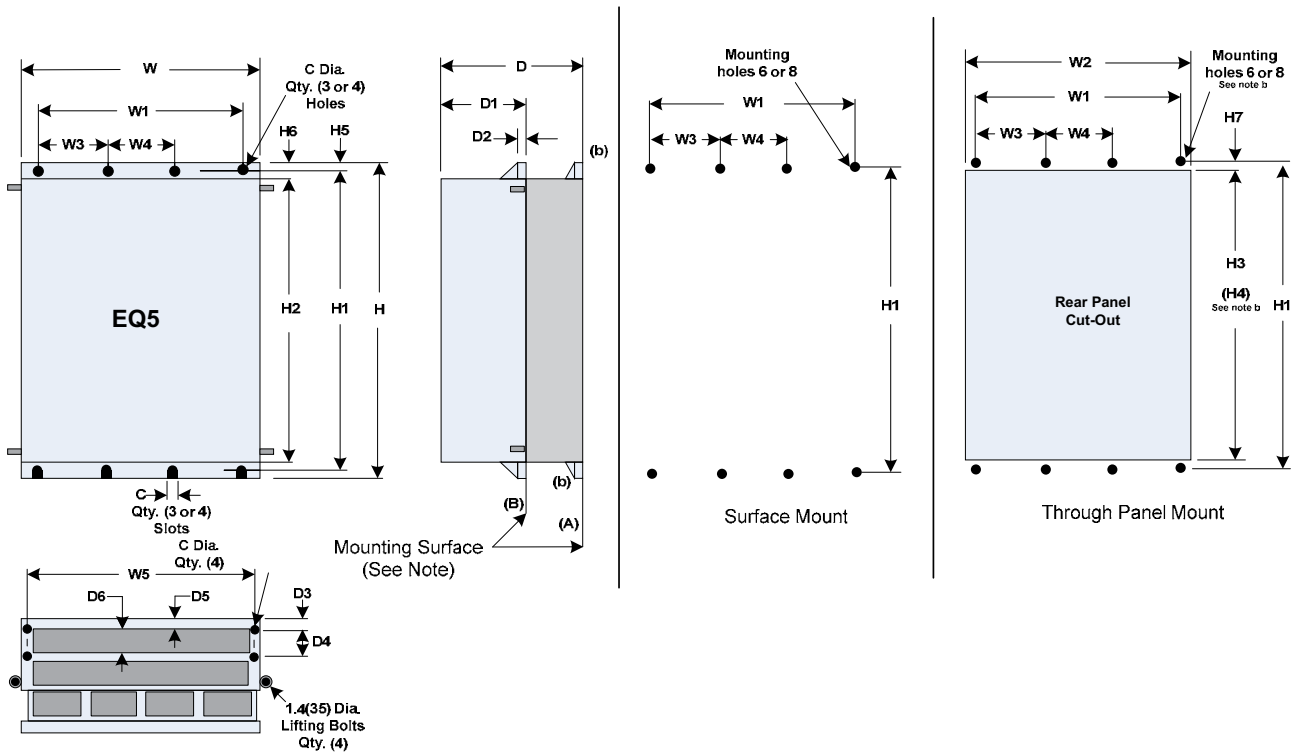 W
W1
W3
W4
C Dia.
Qty. (3 or 4)
Holes
H6
H5
EQ5
H2
H1
H
C
Qty. (3 or 4)
Slots
D
D1
D2
(b)
(b)
(B)
(A)
Mounting Surface
(See Note)
C Dia.
Qty. (4)
W5
D6
D5
D3
D4
1.4(35) Dia.
Lifting Bolts
Qty. (4)
Mounting
holes 6 or 8
W1
W3
W4
H1
Surface Mount
W2
Mounting
holes 6 or 8
See note b
W1
W3
W4
H7
H3
(H4)
See note b
H1
Rear Panel
Cut-Out
Through Panel Mount